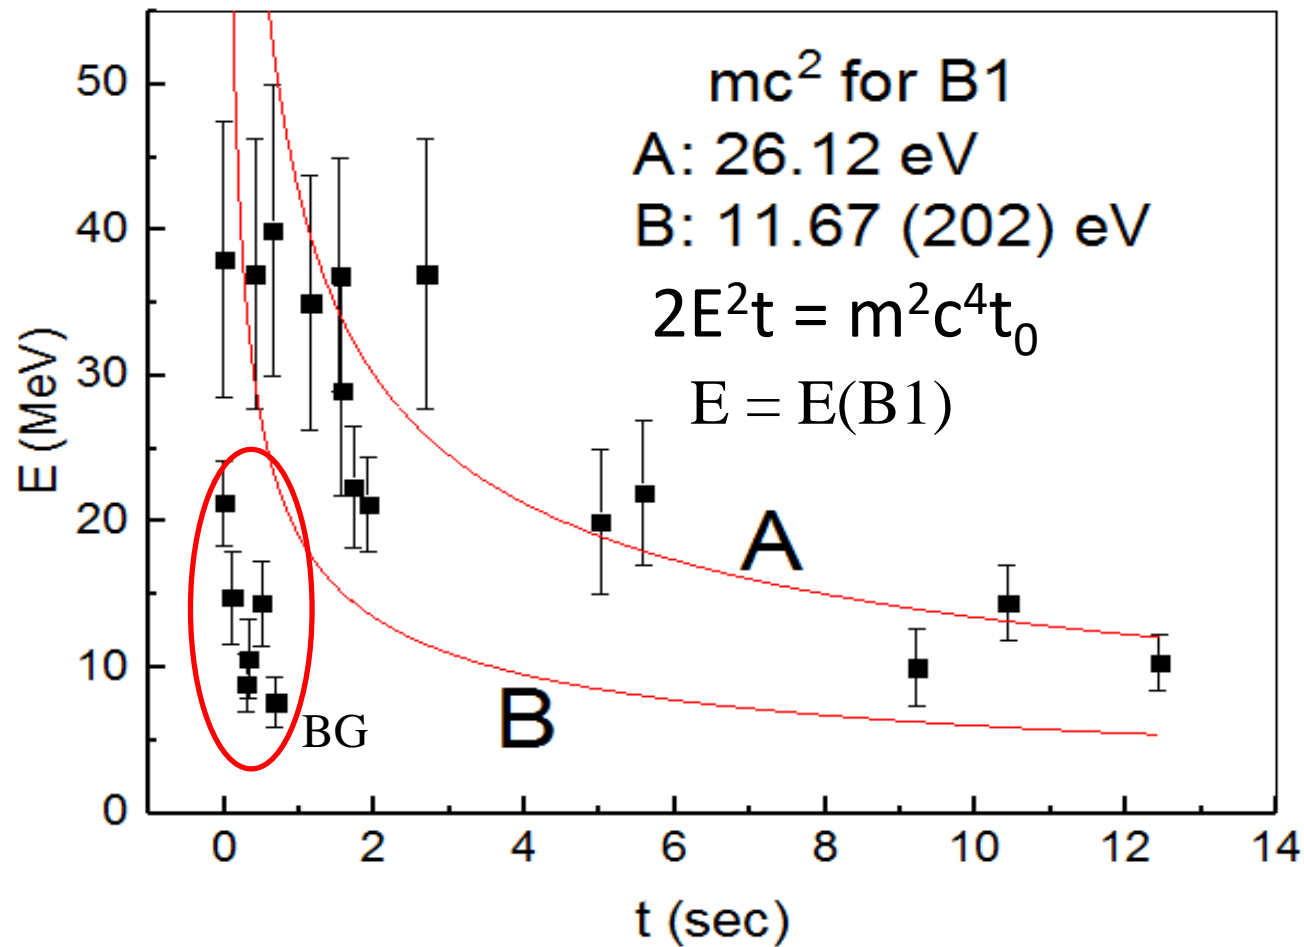 mc² for B1
A: 26.12 eV
B: 11.67 (202) eV
2E²t = m²c⁴t₀
E = E(B1)
E (MeV)
50
40
30
20
10
0
A
B
BG
0 2 4 6 8 10 12 14
t (sec)